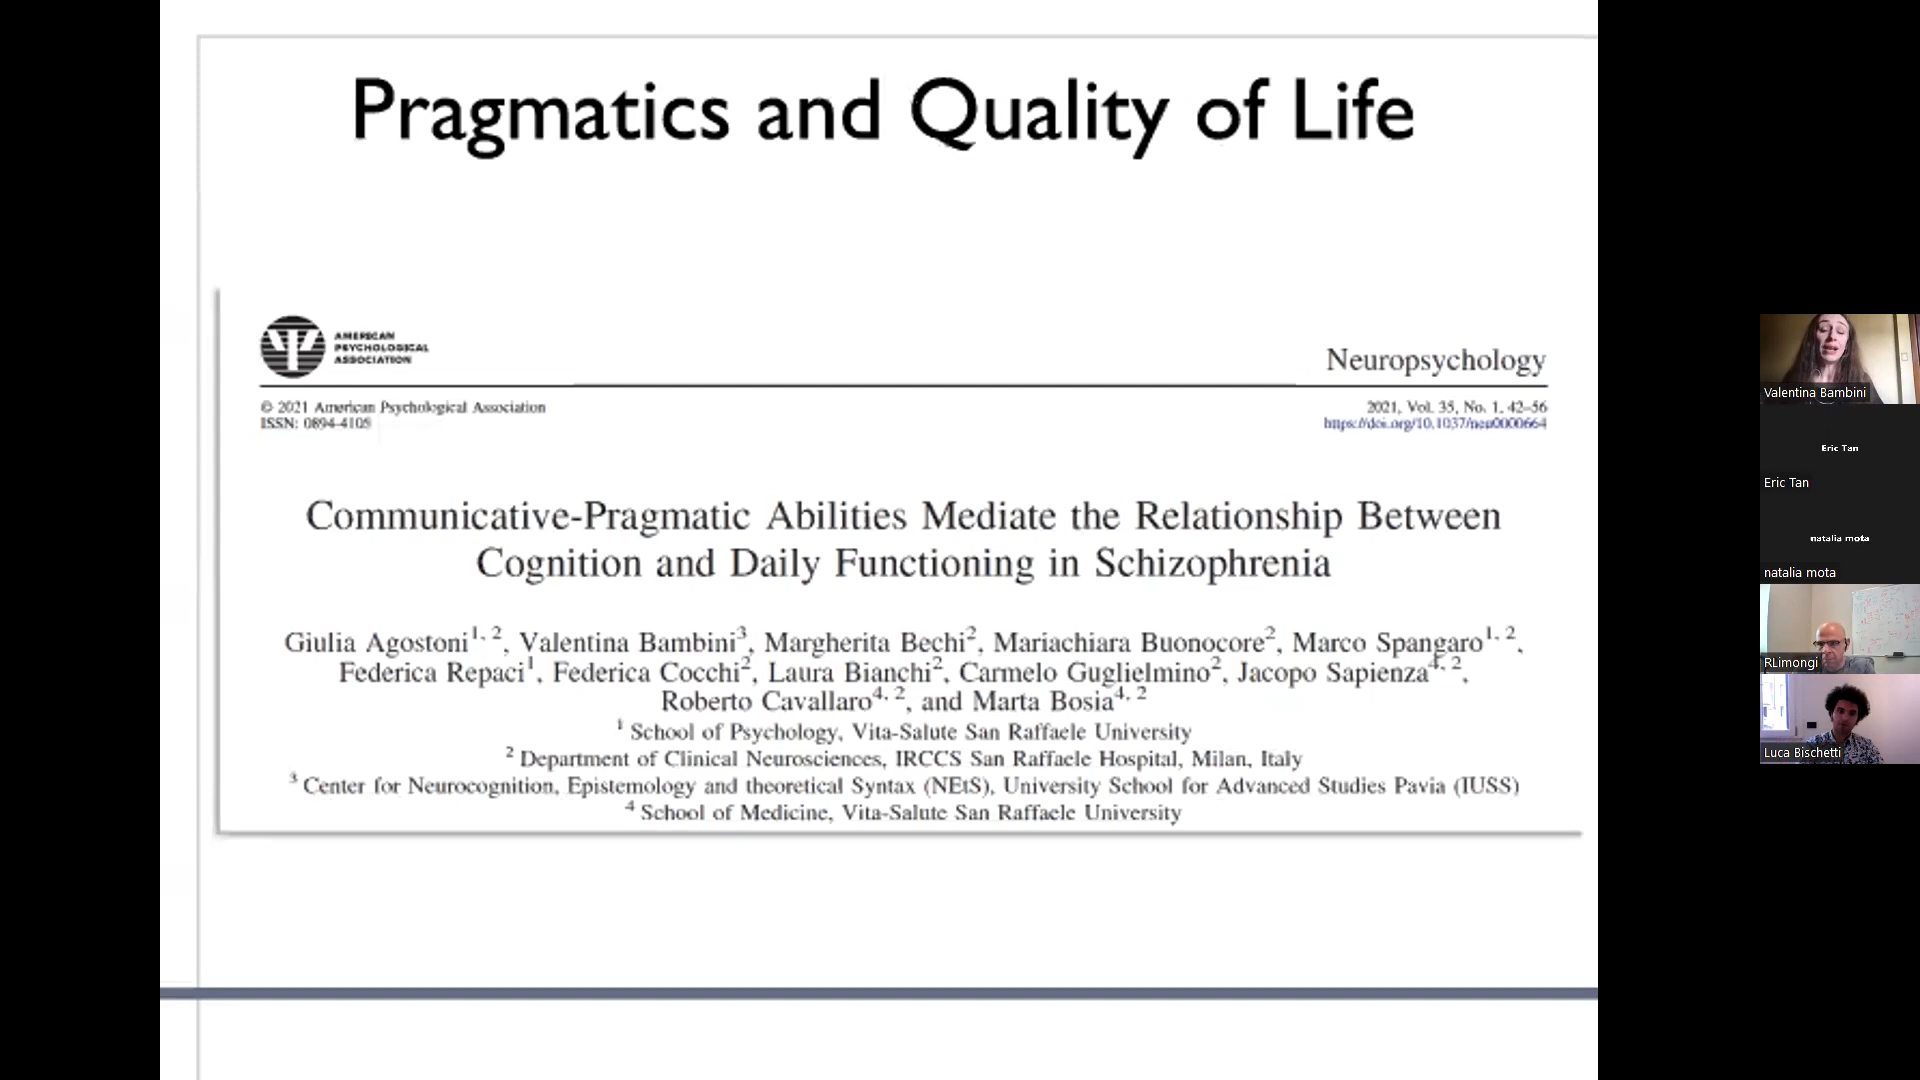 Pragmatics and Quality of Life
AMERICAN
PSYCHOLOGICAL
ASSOCIATION
Neuropsychology
© 2021 American Psychological Association
ISSN: 0894-4105
2021, Vol. 35, No. 1, 42–56
https://doi.org/10.1037/neu0000664
Communicative-Pragmatic Abilities Mediate the Relationship Between
Cognition and Daily Functioning in Schizophrenia
Giulia Agostoni1, 2, Valentina Bambini3, Margherita Bechi2, Mariachiara Buonocore2, Marco Spangaro1, 2,
Federica Repaci1, Federica Cocchi2, Laura Bianchi2, Carmelo Guglielmino2, Jacopo Sapienza4, 2,
Roberto Cavallaro4, 2, and Marta Bosia4, 2
1 School of Psychology, Vita-Salute San Raffaele University
2 Department of Clinical Neurosciences, IRCCS San Raffaele Hospital, Milan, Italy
3 Center for Neurocognition, Epistemology and theoretical Syntax (NEtS), University School for Advanced Studies Pavia (IUSS)
4 School of Medicine, Vita-Salute San Raffaele University
Valentina Bambini
Eric Tan
Eric Tan
natalia mota
natalia mota
RLimongi
Luca Bischetti